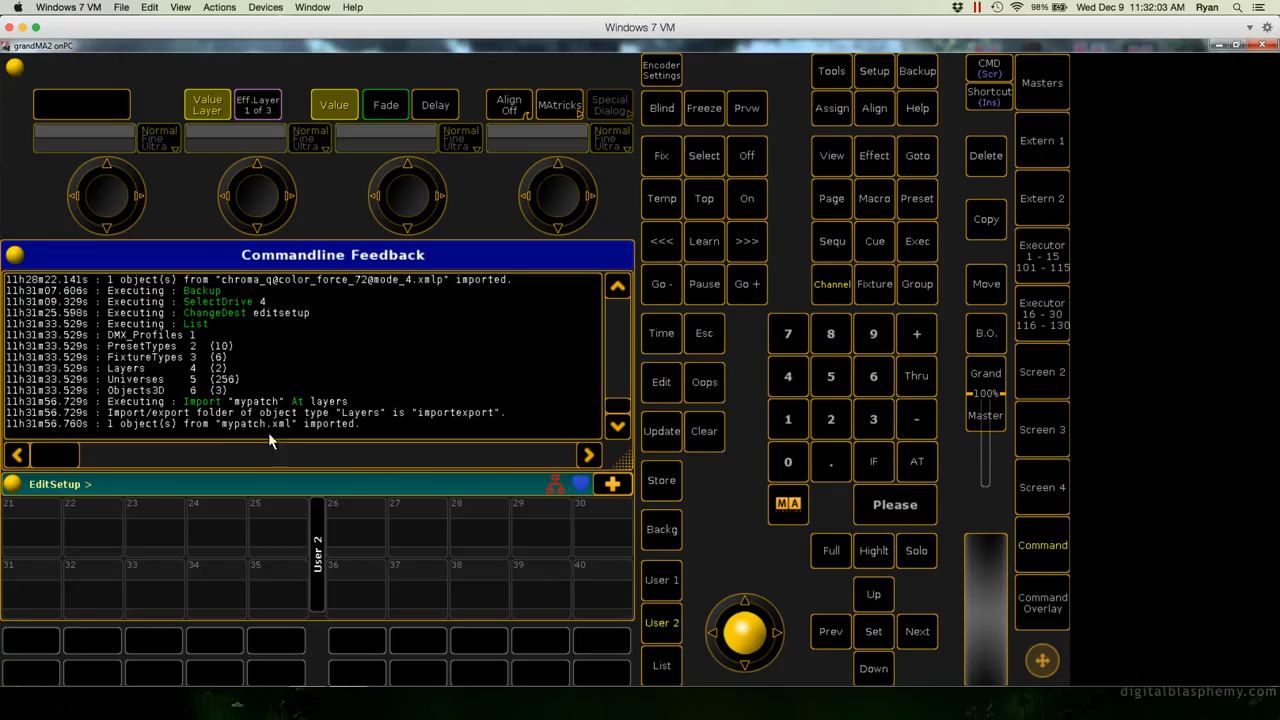 Windows 7 VM File Edit View Actions Devices Window Help
98% Wed Dec 9 11:32:03 AM Ryan
Windows 7 VM
grandMA2 onPC
Value Layer
Eff.Layer 1 of 3
Value Fade Delay
Align Off
MAtricks
Special Dialog
Normal Fine Ultra
Normal Fine Ultra
Normal Fine Ultra
Normal Fine Ultra
Commandline Feedback
11h28m22.141s : 1 object(s) from "chroma_q@color_force_72@mode_4.xmlp" imported.
11h31m07.606s : Executing : Backup
11h31m09.329s : Executing : SelectDrive 4
11h31m25.598s : Executing : ChangeDest editsetup
11h31m33.529s : Executing : List
11h31m33.529s : DMX_Profiles 1
11h31m33.529s : PresetTypes 2 (10)
11h31m33.529s : FixtureTypes 3 (6)
11h31m33.529s : Layers 4 (2)
11h31m33.529s : Universes 5 (256)
11h31m33.529s : Objects3D 6 (3)
11h31m56.729s : Executing : Import "mypatch" At layers
11h31m56.729s : Import/export folder of object type "Layers" is "importexport".
11h31m56.760s : 1 object(s) from "mypatch.xml" imported.
EditSetup >
21 22 23 24 25 26 27 28 29 30
31 32 33 34 35 36 37 38 39 40
User 2
Encoder Settings
Blind Freeze Prvw
Fix Select Off
Temp Top On
<<< Learn >>>
Go - Pause Go +
Time Esc
Edit Oops
Update Clear
Store
Backg
User 1
User 2
List
Tools Setup Backup
Assign Align Help
View Effect Goto
Page Macro Preset
Sequ Cue Exec
Channel Fixture Group
7 8 9 +
4 5 6 Thru
1 2 3 -
0 . IF AT
MA Please
Full Highlt Solo
Up
Prev Set Next
Down
CMD (Scr)
Shortcut (Ins)
Delete
Copy
Move
B.O.
Grand
100%
Master
Masters
Extern 1
Extern 2
Executor
1 - 15
101 - 115
Executor
16 - 30
116 - 130
Screen 2
Screen 3
Screen 4
Command
Command Overlay
digitalblasphemy.com